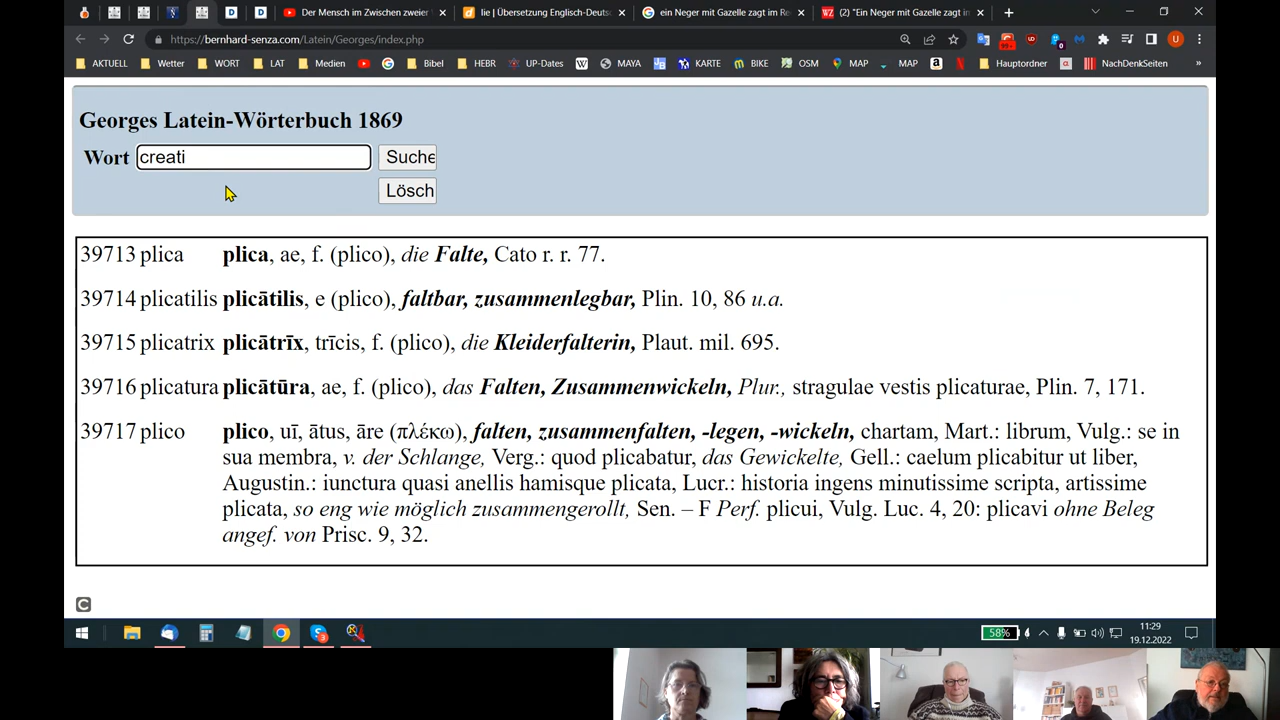 Der Mensch im Zwischen zweier
lie | Übersetzung Englisch-Deuts
ein Neger mit Gazelle zagt im Re
(2) "Ein Neger mit Gazelle zagt im
https://bernhard-senza.com/Latein/Georges/index.php
AKTUELL Wetter WORT LAT Medien Bibel HEBR UP-Dates MAYA KARTE BIKE OSM MAP MAP Hauptordner NachDenkSeiten »
Georges Latein-Wörterbuch 1869
Wort creati Suche
Lösch
39713 plica plica, ae, f. (plico), die Falte, Cato r. r. 77.
39714 plicatilis plicātilis, e (plico), faltbar, zusammenlegbar, Plin. 10, 86 u.a.
39715 plicatrix plicātrīx, trīcis, f. (plico), die Kleiderfalterin, Plaut. mil. 695.
39716 plicatura plicātūra, ae, f. (plico), das Falten, Zusammenwickeln, Plur., stragulae vestis plicaturae, Plin. 7, 171.
39717 plico plico, uī, ātus, āre (πλέκω), falten, zusammenfalten, -legen, -wickeln, chartam, Mart.: librum, Vulg.: se in
sua membra, v. der Schlange, Verg.: quod plicabatur, das Gewickelte, Gell.: caelum plicabitur ut liber,
Augustin.: iunctura quasi anellis hamisque plicata, Lucr.: historia ingens minutissime scripta, artissime
plicata, so eng wie möglich zusammengerollt, Sen. – F Perf. plicui, Vulg. Luc. 4, 20: plicavi ohne Beleg
angef. von Prisc. 9, 32.
58% 11:29
19.12.2022